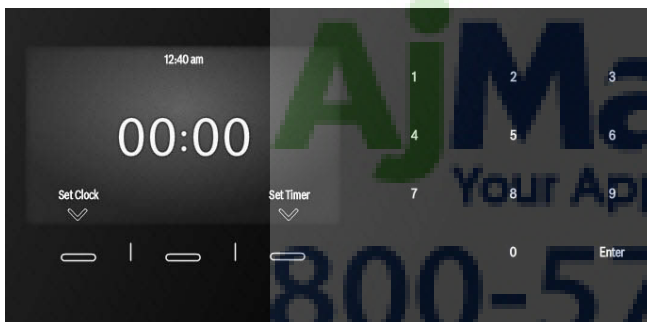 12:40 am
00:00
Set Clock
Set Timer
1 2 3
4 5 6
7 8 9
0 Enter
AjMa
Your App
800-57